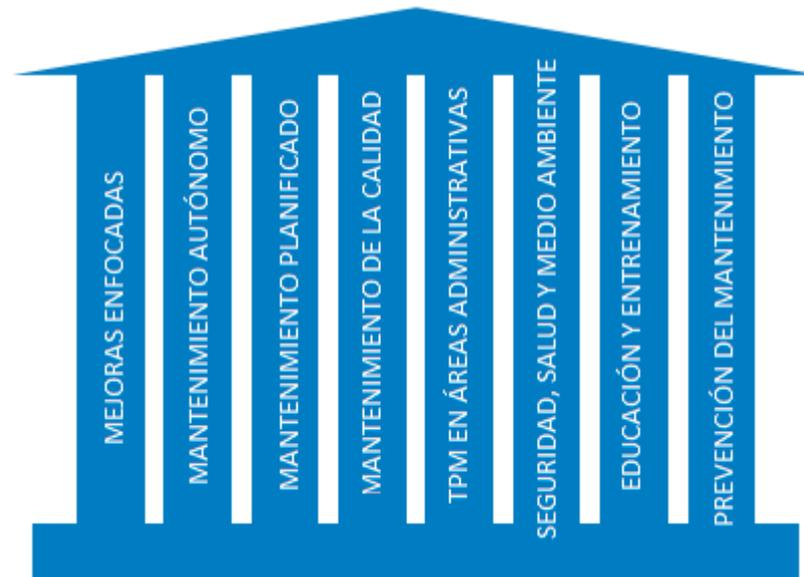 MEJORAS ENFOCADAS
MANTENIMIENTO AUTÓNOMO
MANTENIMIENTO PLANIFICADO
MANTENIMIENTO DE LA CALIDAD
TPM EN ÁREAS ADMINISTRATIVAS
SEGURIDAD, SALUD Y MEDIO AMBIENTE
EDUCACIÓN Y ENTRENAMIENTO
PREVENCIÓN DEL MANTENIMIENTO